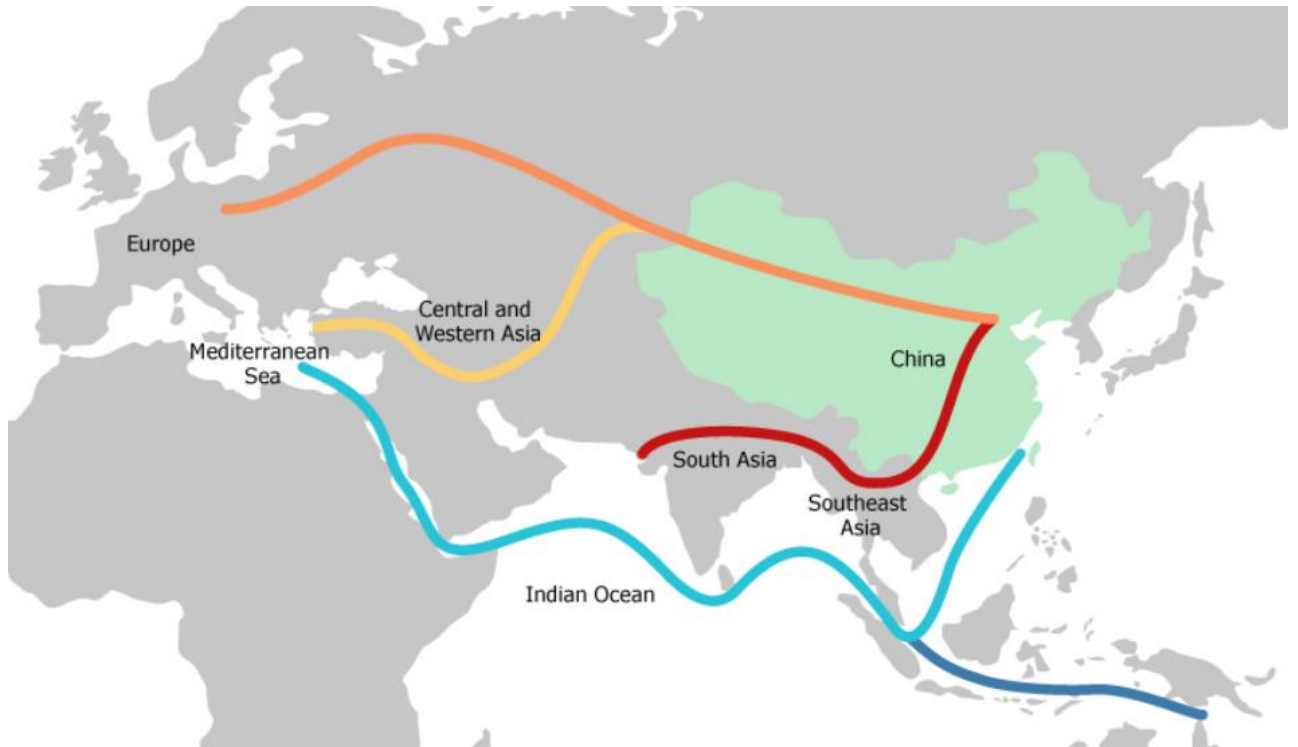 Europe
Central and
Western Asia
Mediterranean
Sea
China
South Asia
Southeast
Asia
Indian Ocean